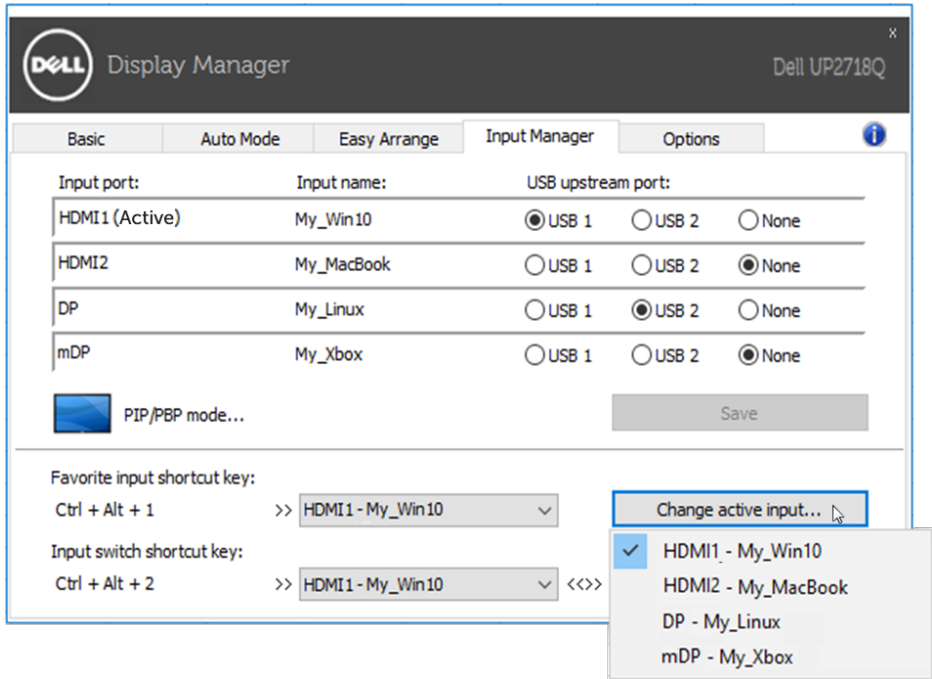 x
DELL Display Manager Dell UP2718Q
Basic Auto Mode Easy Arrange Input Manager Options i
Input port: Input name: USB upstream port:
HDMI1 (Active) My_Win10 USB 1 USB 2 None
HDMI2 My_MacBook USB 1 USB 2 None
DP My_Linux USB 1 USB 2 None
mDP My_Xbox USB 1 USB 2 None
PIP/PBP mode... Save
Favorite input shortcut key:
Ctrl + Alt + 1 >> HDMI1 - My_Win10 Change active input...
Input switch shortcut key:
Ctrl + Alt + 2 >> HDMI1 - My_Win10 <<>>
HDMI1 - My_Win10
HDMI2 - My_MacBook
DP - My_Linux
mDP - My_Xbox